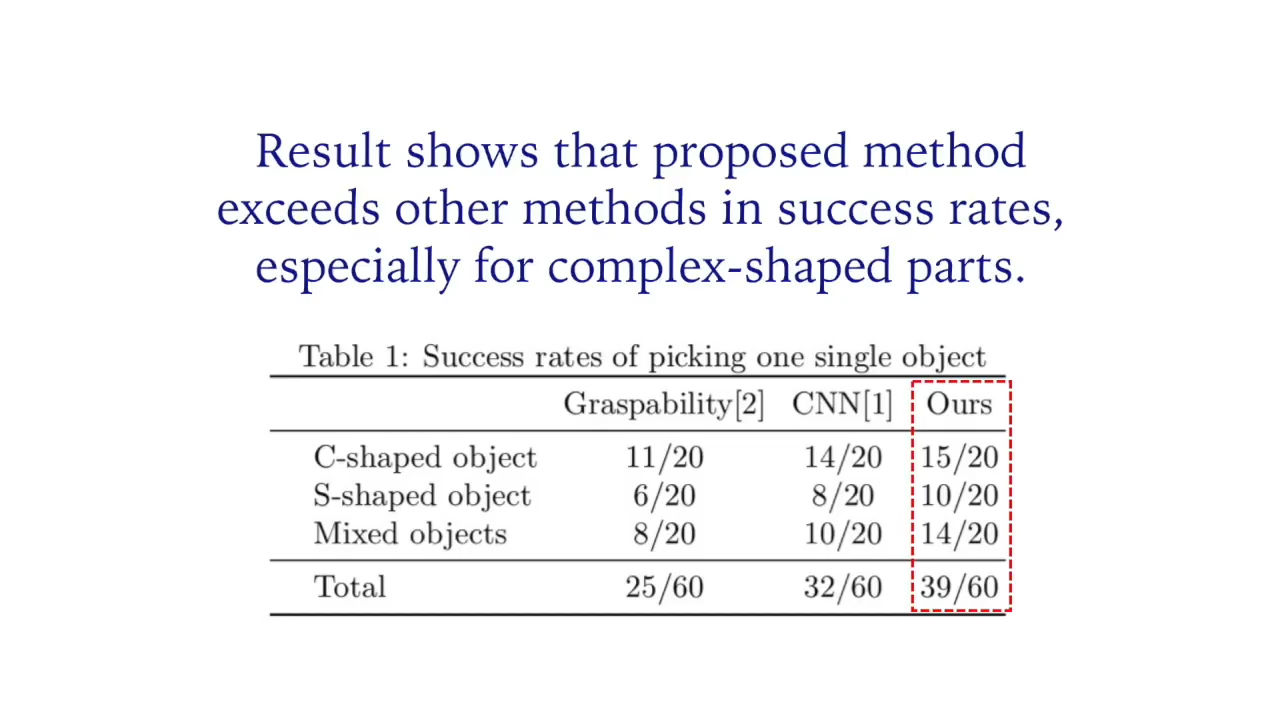 Result shows that proposed method
exceeds other methods in success rates,
especially for complex-shaped parts.
Table 1: Success rates of picking one single object
Graspability[2] CNN[1] Ours
C-shaped object 11/20 14/20 15/20
S-shaped object 6/20 8/20 10/20
Mixed objects 8/20 10/20 14/20
Total 25/60 32/60 39/60